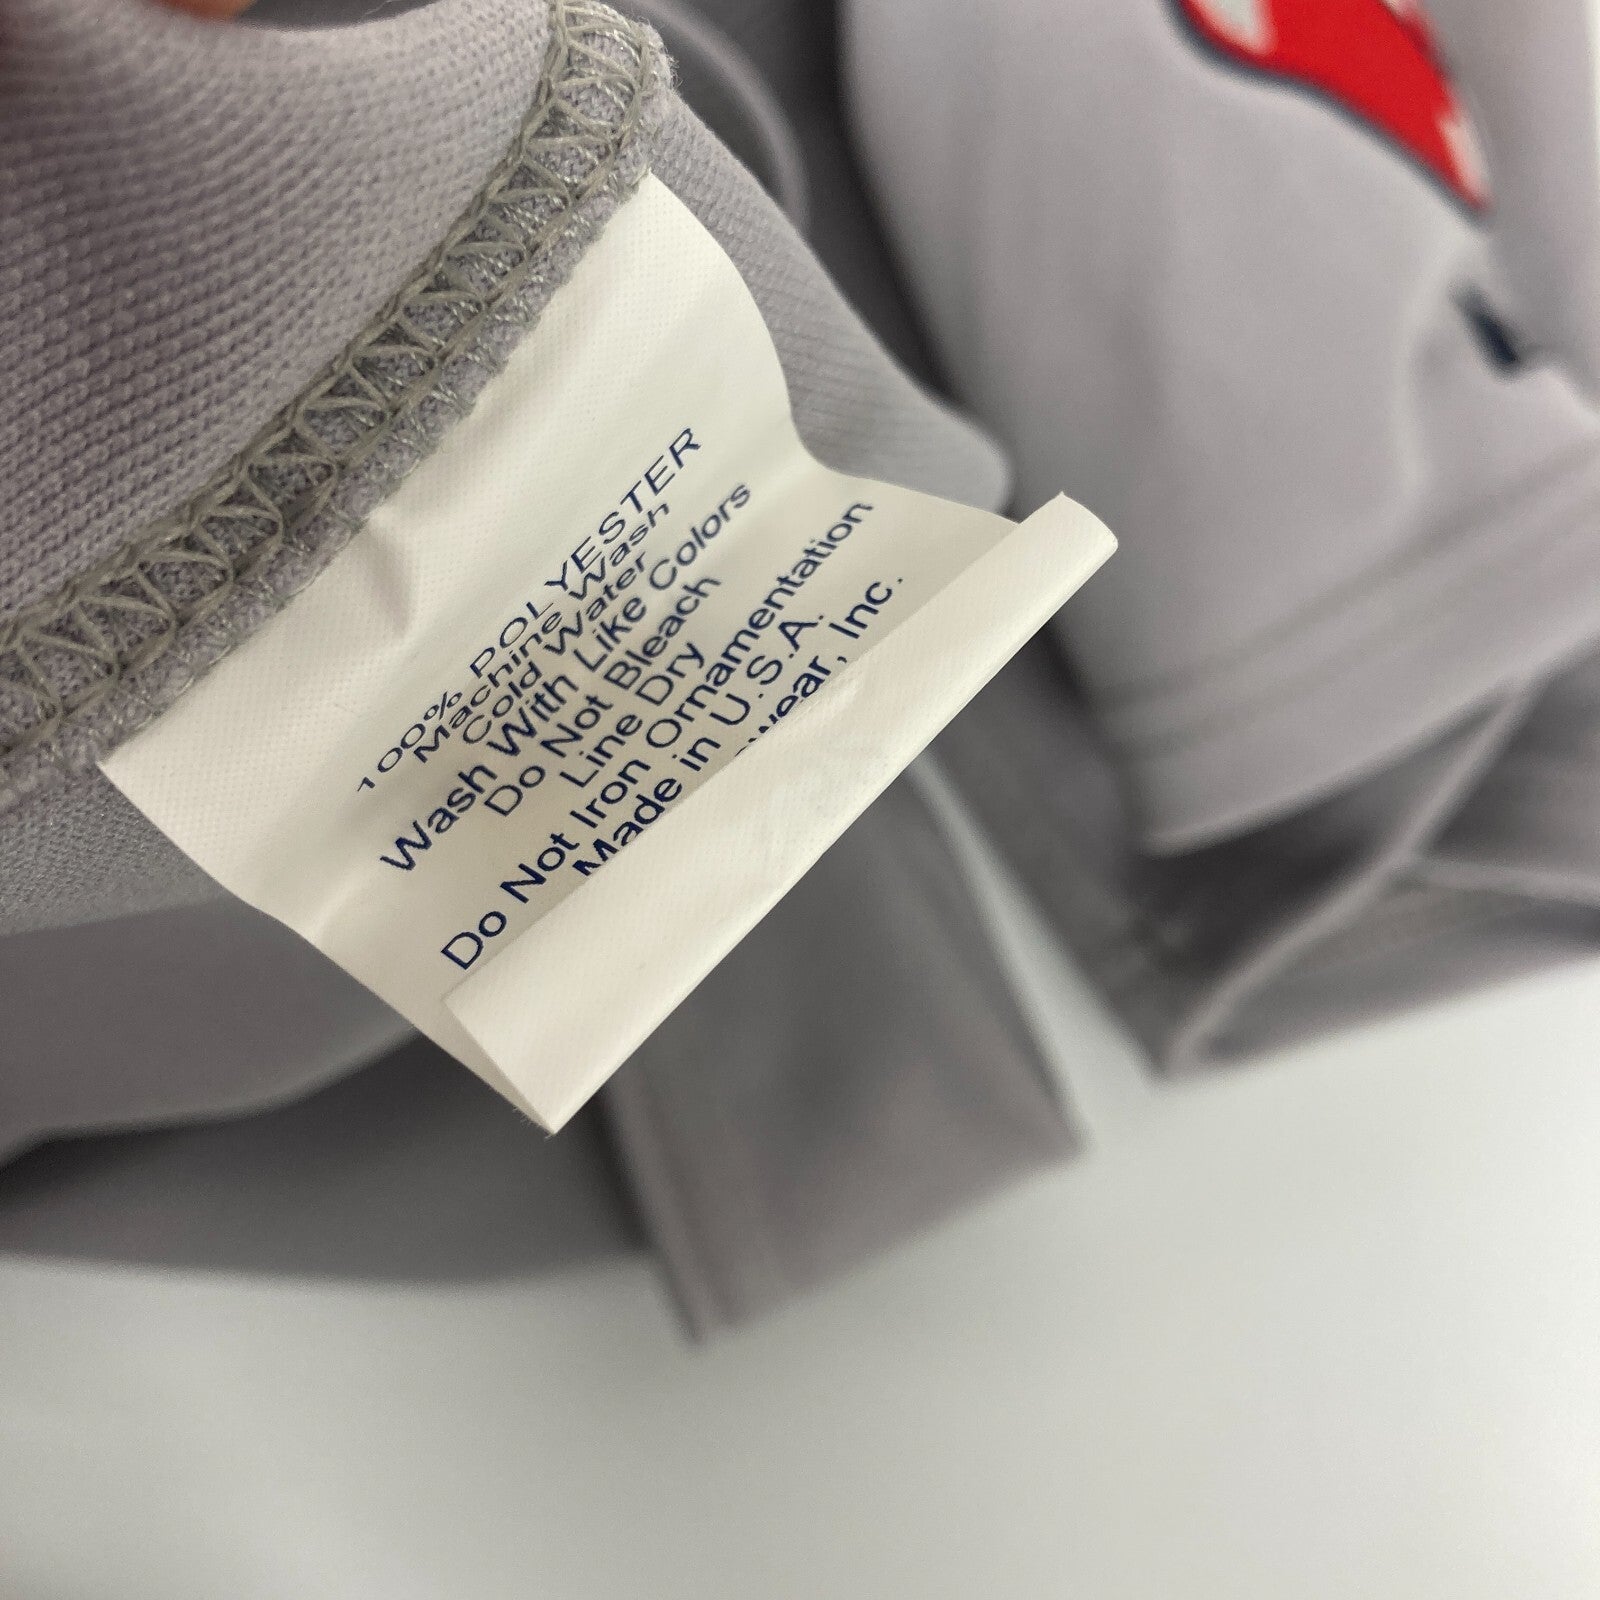 100% POLYESTER
Machine Wash
Cold Water
Wash With Like Colors
Do Not Bleach
Line Dry
Do Not Iron Ornamentation
Made in U.S.A.
Inc.